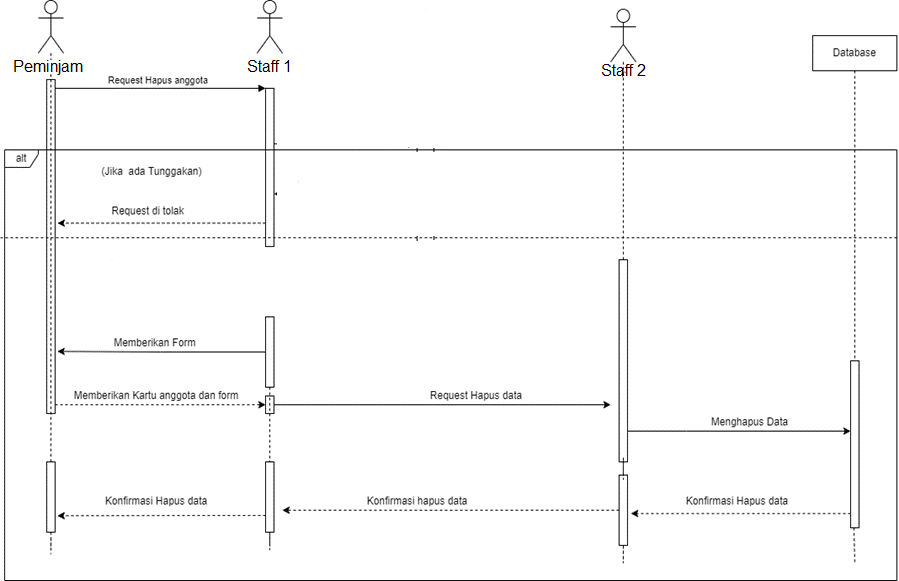 Peminjam
Staff 1
Staff 2
Database
Request Hapus anggota
alt
(Jika ada Tunggakan)
Request di tolak
Memberikan Form
Memberikan Kartu anggota dan form
Request Hapus data
Menghapus Data
Konfirmasi Hapus data
Konfirmasi hapus data
Konfirmasi Hapus data